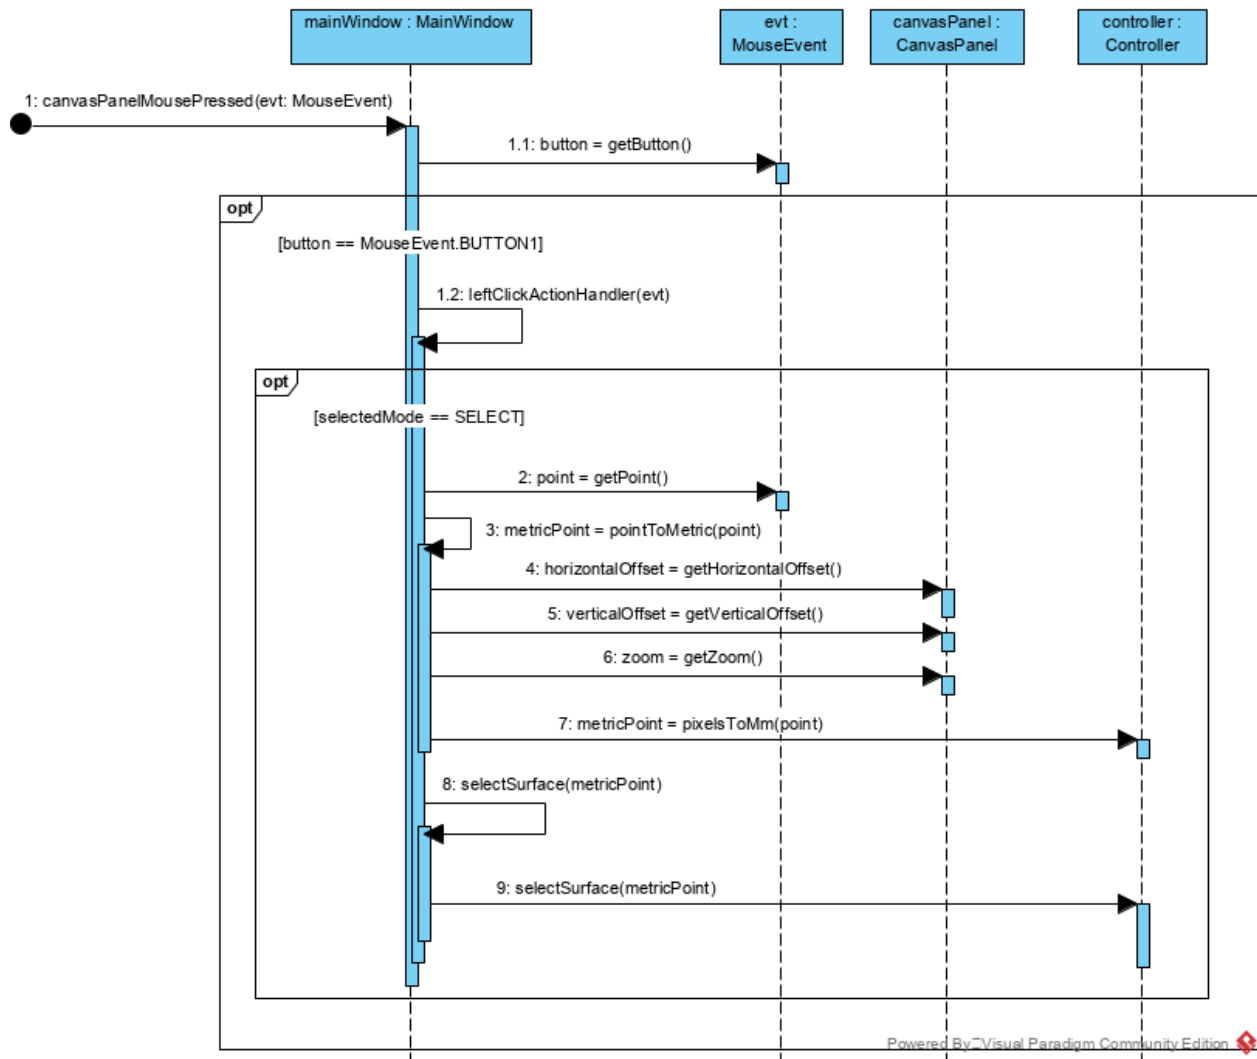 mainWindow : MainWindow
evt :
MouseEvent
canvasPanel :
CanvasPanel
controller :
Controller
1: canvasPanelMousePressed(evt: MouseEvent)
1.1: button = getButton()
opt
[button == MouseEvent.BUTTON1]
1.2: leftClickActionHandler(evt)
opt
[selectedMode == SELECT]
2: point = getPoint()
3: metricPoint = pointToMetric(point)
4: horizontalOffset = getHorizontalOffset()
5: verticalOffset = getVerticalOffset()
6: zoom = getZoom()
7: metricPoint = pixelsToMm(point)
8: selectSurface(metricPoint)
9: selectSurface(metricPoint)
Powered By Visual Paradigm Community Edition